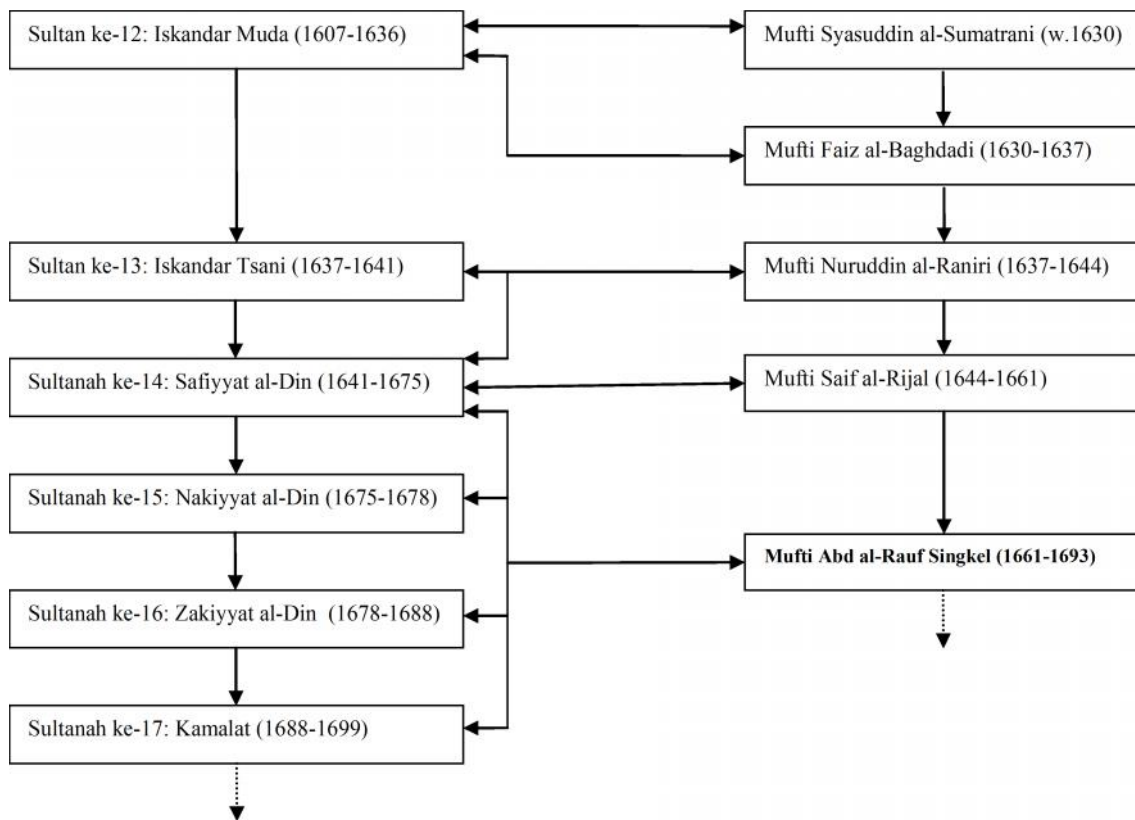 Sultan ke-12: Iskandar Muda (1607-1636)
Mufti Syasuddin al-Sumatrani (w.1630)
Mufti Faiz al-Baghdadi (1630-1637)
Sultan ke-13: Iskandar Tsani (1637-1641)
Mufti Nuruddin al-Raniri (1637-1644)
Sultanah ke-14: Safiyyat al-Din (1641-1675)
Mufti Saif al-Rijal (1644-1661)
Sultanah ke-15: Nakiyyat al-Din (1675-1678)
Mufti Abd al-Rauf Singkel (1661-1693)
Sultanah ke-16: Zakiyyat al-Din (1678-1688)
Sultanah ke-17: Kamalat (1688-1699)